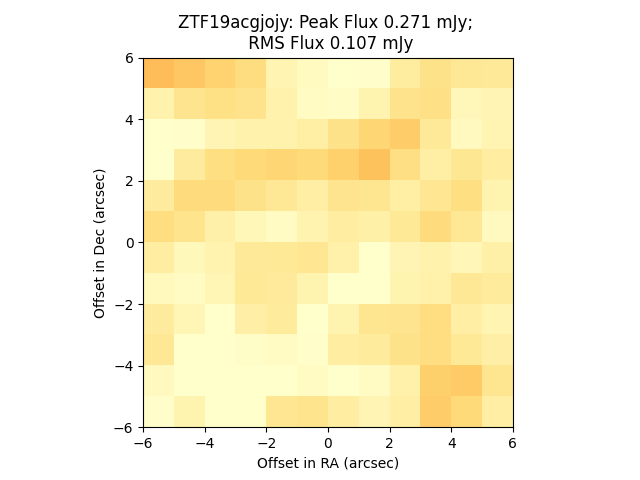 ZTF19acgjojy: Peak Flux 0.271 mJy;
RMS Flux 0.107 mJy
6
4
2
0
−2
−4
−6
Offset in Dec (arcsec)
−6 −4 −2 0 2 4 6
Offset in RA (arcsec)